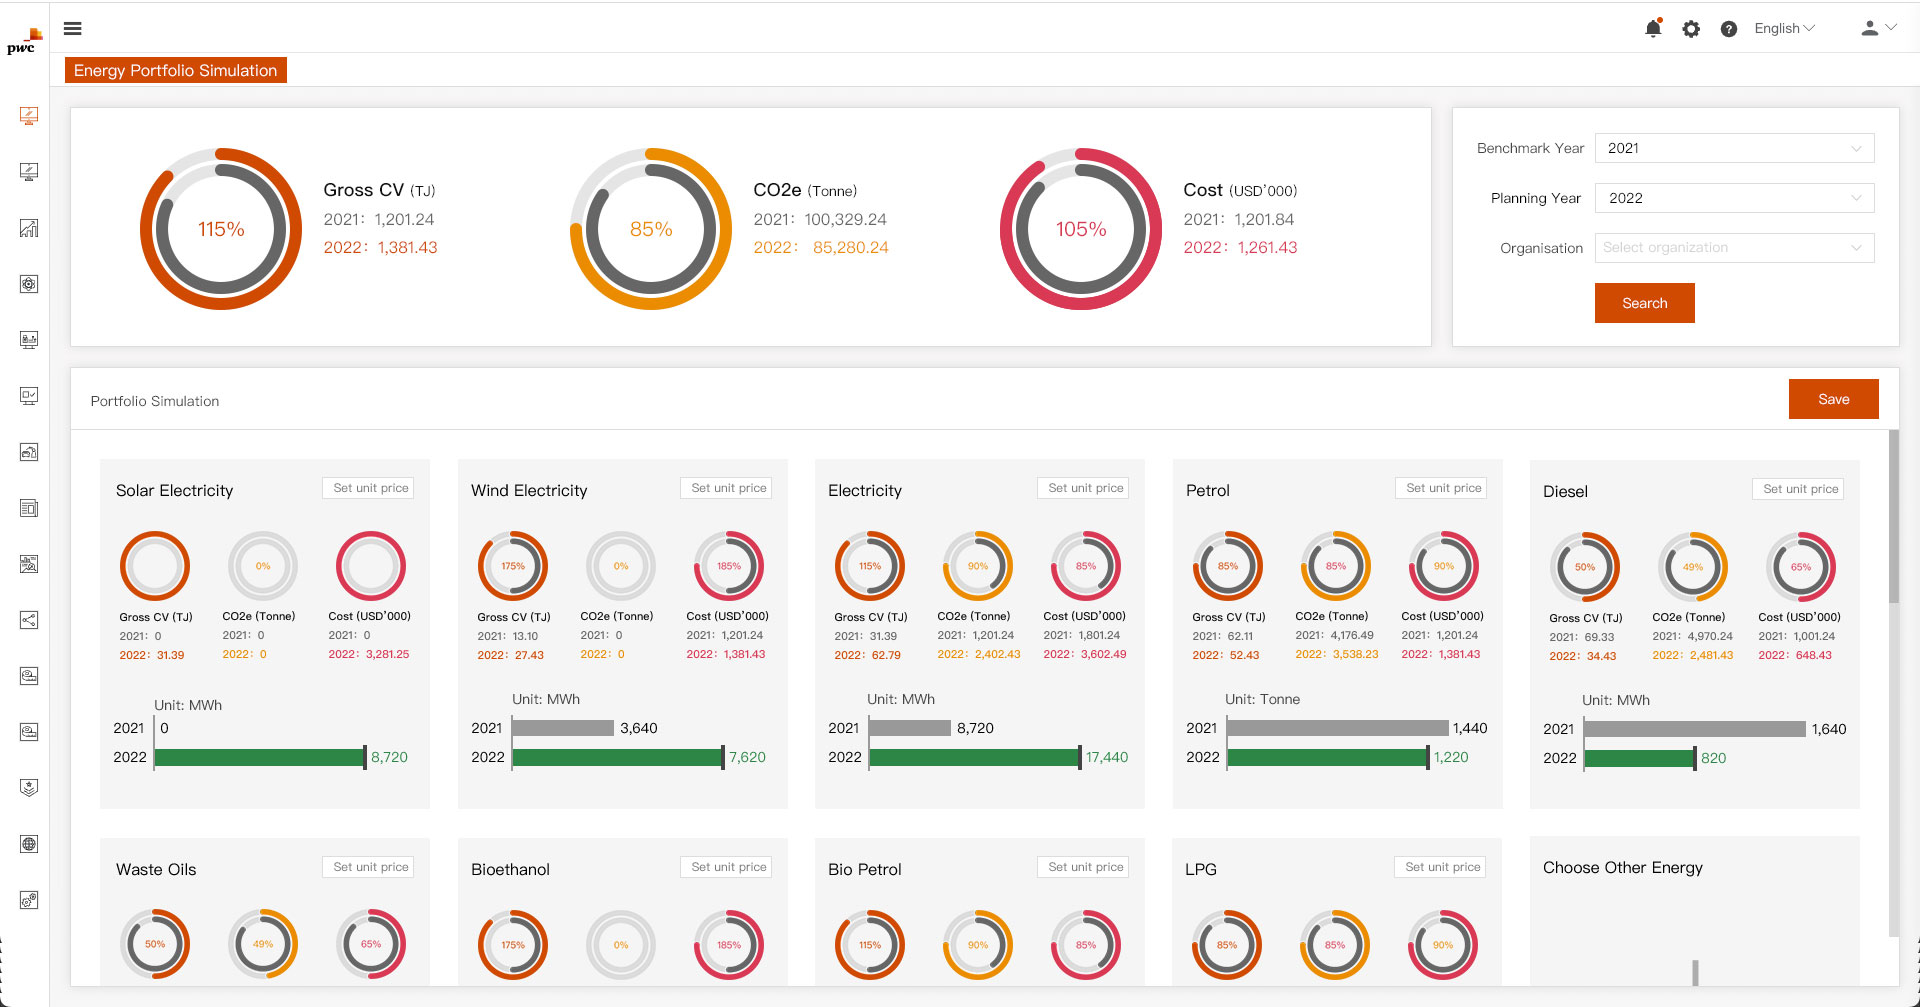 pwc
English
Energy Portfolio Simulation
115%
Gross CV (TJ)
2021: 1,201.24
2022: 1,381.43
85%
CO2e (Tonne)
2021: 100,329.24
2022: 85,280.24
105%
Cost (USD'000)
2021: 1,201.84
2022: 1,261.43
Benchmark Year 2021
Planning Year 2022
Organisation Select organization
Search
Portfolio Simulation
Save
Solar Electricity Set unit price
0%
Gross CV (TJ) CO2e (Tonne) Cost (USD'000)
2021: 0 2021: 0 2021: 0
2022: 31.39 2022: 0 2022: 3,281.25
Unit: MWh
2021 0
2022 8,720
Wind Electricity Set unit price
175% 0% 185%
Gross CV (TJ) CO2e (Tonne) Cost (USD'000)
2021: 13.10 2021: 0 2021: 1,201.24
2022: 27.43 2022: 0 2022: 1,381.43
Unit: MWh
2021 3,640
2022 7,620
Electricity Set unit price
115% 90% 85%
Gross CV (TJ) CO2e (Tonne) Cost (USD'000)
2021: 31.39 2021: 1,201.24 2021: 1,801.24
2022: 62.79 2022: 2,402.43 2022: 3,602.49
Unit: MWh
2021 8,720
2022 17,440
Petrol Set unit price
85% 85% 90%
Gross CV (TJ) CO2e (Tonne) Cost (USD'000)
2021: 62.11 2021: 4,176.49 2021: 1,201.24
2022: 52.43 2022: 3,538.23 2022: 1,381.43
Unit: Tonne
2021 1,440
2022 1,220
Diesel Set unit price
50% 49% 65%
Gross CV (TJ) CO2e (Tonne) Cost (USD'000)
2021: 69.33 2021: 4,970.24 2021: 1,001.24
2022: 34.43 2022: 2,481.43 2022: 648.43
Unit: MWh
2021 1,640
2022 820
Waste Oils Set unit price
50% 49% 65%
Bioethanol Set unit price
175% 0% 185%
Bio Petrol Set unit price
115% 90% 85%
LPG Set unit price
85% 85% 90%
Choose Other Energy